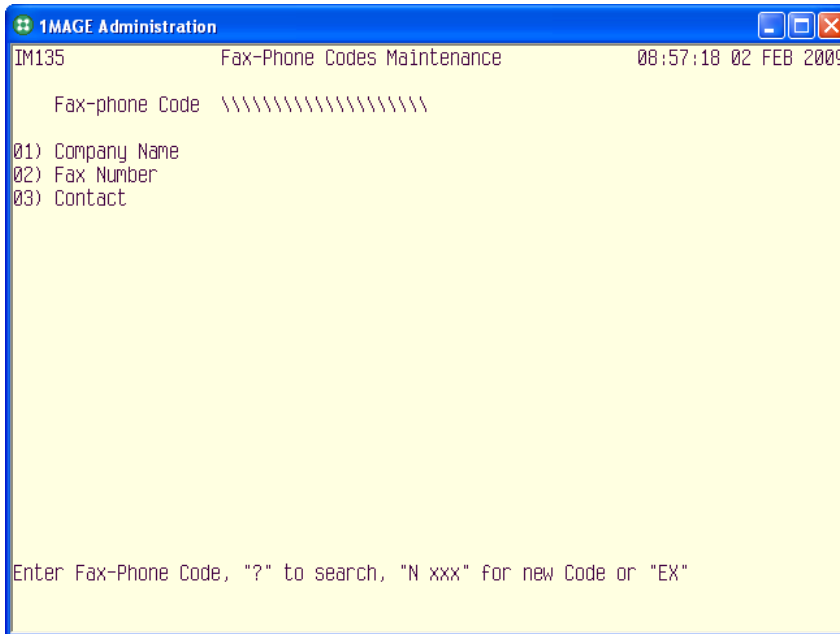 1MAGE Administration
IM135 Fax-Phone Codes Maintenance 08:57:18 02 FEB 2009
Fax-phone Code \\\\\\\\\\\\\\\\\\\\
01) Company Name
02) Fax Number
03) Contact
Enter Fax-Phone Code, "?" to search, "N xxx" for new Code or "EX"